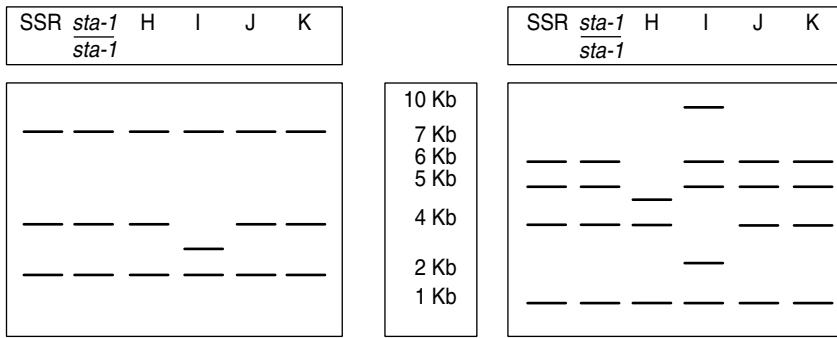 SSR sta-1 H I J K
sta-1
SSR sta-1 H I J K
sta-1
10 Kb
7 Kb
6 Kb
5 Kb
4 Kb
2 Kb
1 Kb